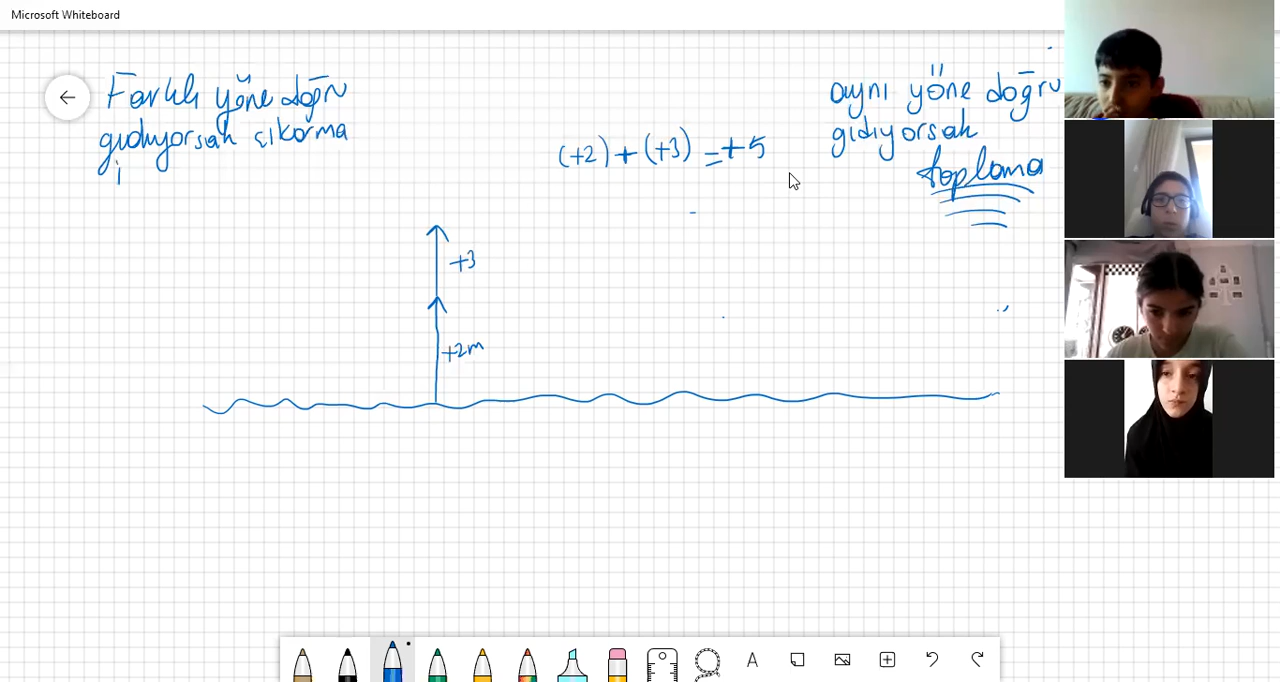 Microsoft Whiteboard
Farklı yöne doğru
gidiyorsak çıkarma
aynı yöne doğru
gidiyorsak
toplama
(+2)+(+3)=+5
+3
+2m
A